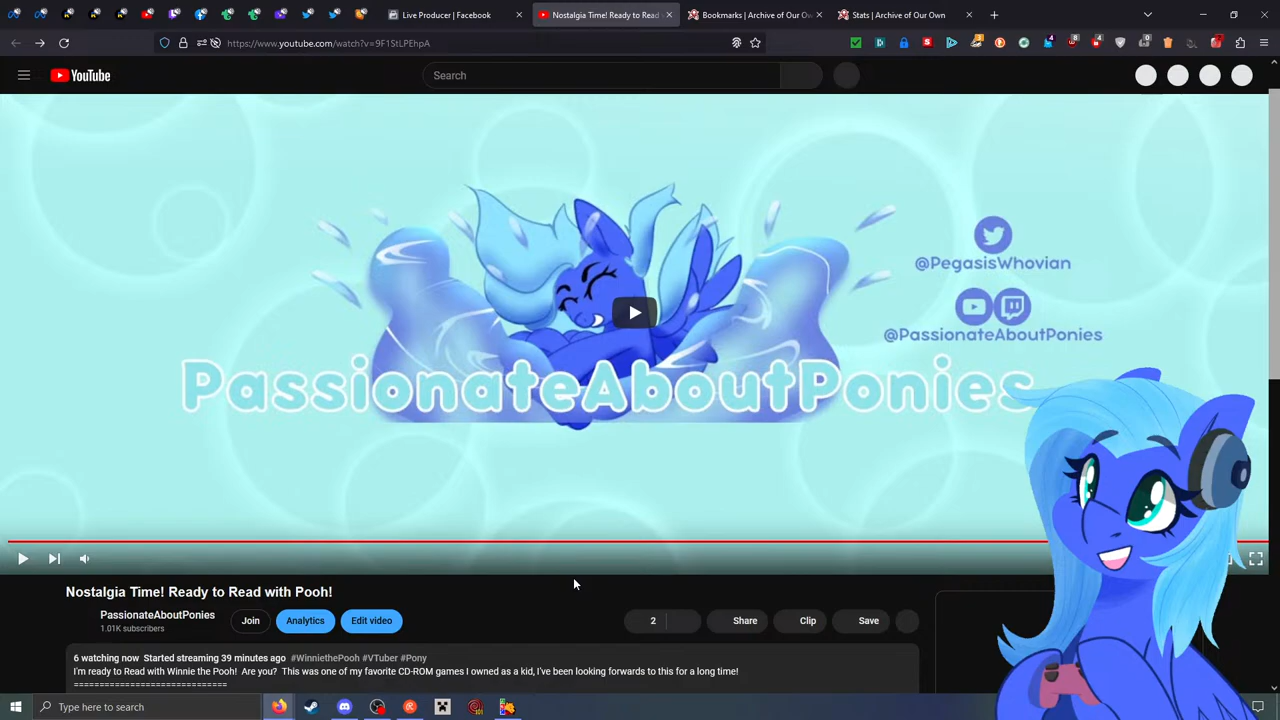 Live Producer | Facebook
Nostalgia Time! Ready to Read
Bookmarks | Archive of Our Ow
Stats | Archive of Our Own
https://www.youtube.com/watch?v=9F1StLPEhpA
YouTube
Search
@PegasisWhovian
@PassionateAboutPonies
PassionateAboutPonies
Nostalgia Time! Ready to Read with Pooh!
PassionateAboutPonies
1.01K subscribers
Join
Analytics
Edit video
2
Share
Clip
Save
6 watching now Started streaming 39 minutes ago #WinniethePooh #VTuber #Pony
I'm ready to Read with Winnie the Pooh! Are you? This was one of my favorite CD-ROM games I owned as a kid, I've been looking forwards to this for a long time!
==============================
Type here to search